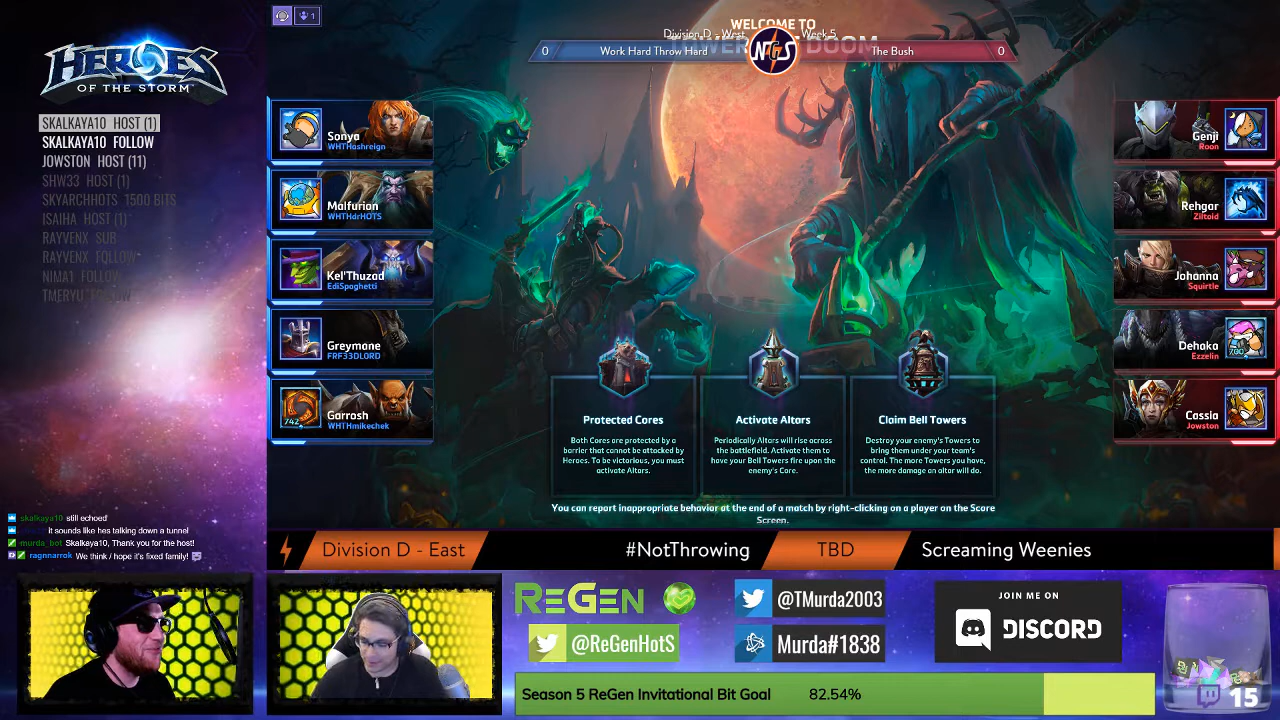 HEROES
OF THE STORM
SKALKAYA10 HOST (1)
SKALKAYA10 FOLLOW
JOWSTON HOST (11)
SHW33 HOST (1)
SKYARCHHOTS 1500 BITS
ISAIHA HOST (1)
RAYVENX SUB
RAYVENX FOLLOW
NIMA1 FOLLOW
TMERYU FOLLOW
1
WELCOME TO
TOWERS OF DOOM
Division D - West
Week 5
0
Work Hard Throw Hard
NGS
The Bush
0
Sonya
WHTHashreign
Malfurion
WHTHdrHOTS
Kel'Thuzad
EdiSpaghetti
Greymane
FRF33DLORD
742
Garrosh
WHTHmikechek
Genji
Roon
Rehgar
Ziltoid
Johanna
Squirtle
Dehaka
Ezzelin
700
Cassia
Jowston
Protected Cores
Both Cores are protected by a
barrier that cannot be attacked by
Heroes. To be victorious, you must
activate Altars.
Activate Altars
Periodically Altars will rise across
the battlefield. Activate them to
have your Bell Towers fire upon the
enemy's Core.
Claim Bell Towers
Destroy your enemy's Towers to
bring them under your team's
control. The more Towers you have,
the more damage an altar will do.
You can report inappropriate behavior at the end of a match by right-clicking on a player on the Score
Screen.
skalkaya10 still echoed!
It sounds like hes talking down a tunnel!
murda_bot Skalkaya10, Thank you for the host!
ragnnarrok We think / hope it's fixed family!
Division D - East
#NotThrowing
TBD
Screaming Weenies
REGEN
@TMurda2003
@ReGenHotS
Murda#1838
JOIN ME ON
DISCORD
Season 5 ReGen Invitational Bit Goal
82.54%
15